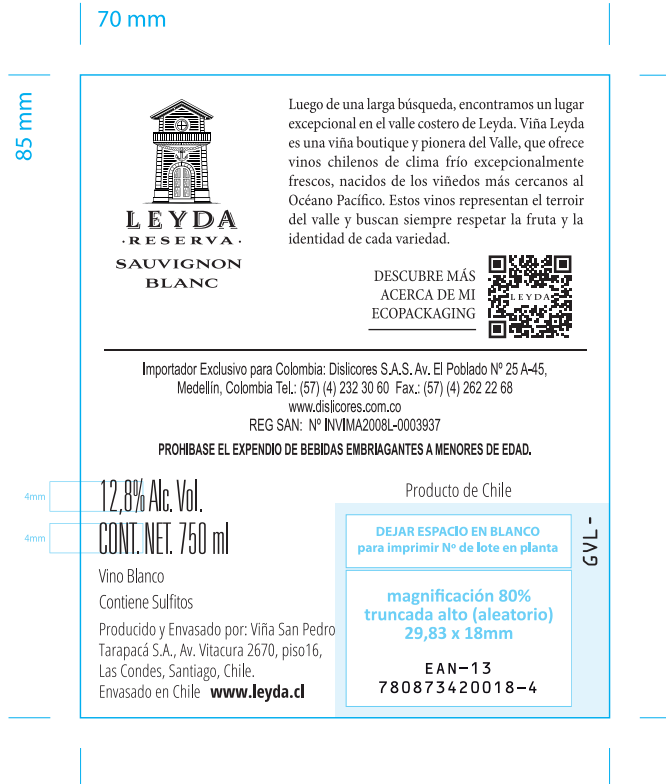 70 mm
85 mm
LEYDA
·RESERVA·
SAUVIGNON
BLANC
Luego de una larga búsqueda, encontramos un lugar
excepcional en el valle costero de Leyda. Viña Leyda
es una viña boutique y pionera del Valle, que ofrece
vinos chilenos de clima frío excepcionalmente
frescos, nacidos de los viñedos más cercanos al
Océano Pacífico. Estos vinos representan el terroir
del valle y buscan siempre respetar la fruta y la
identidad de cada variedad.
DESCUBRE MÁS
ACERCA DE MI
ECOPACKAGING
LEYDA
Importador Exclusivo para Colombia: Dislicores S.A.S. Av. El Poblado Nº 25 A-45,
Medellín, Colombia Tel.: (57) (4) 232 30 60 Fax.: (57) (4) 262 22 68
www.dislicores.com.co
REG SAN: Nº INVIMA2008L-0003937
PROHIBASE EL EXPENDIO DE BEBIDAS EMBRIAGANTES A MENORES DE EDAD.
4mm
12,8% Alc. Vol.
4mm
CONT. NET. 750 ml
Vino Blanco
Contiene Sulfitos
Producido y Envasado por: Viña San Pedro
Tarapacá S.A., Av. Vitacura 2670, piso16,
Las Condes, Santiago, Chile.
Envasado en Chile www.leyda.cl
Producto de Chile
DEJAR ESPACIO EN BLANCO
para imprimir Nº de lote en planta
GVL-
magnificación 80%
truncada alto (aleatorio)
29,83 x 18mm
EAN-13
780873420018-4